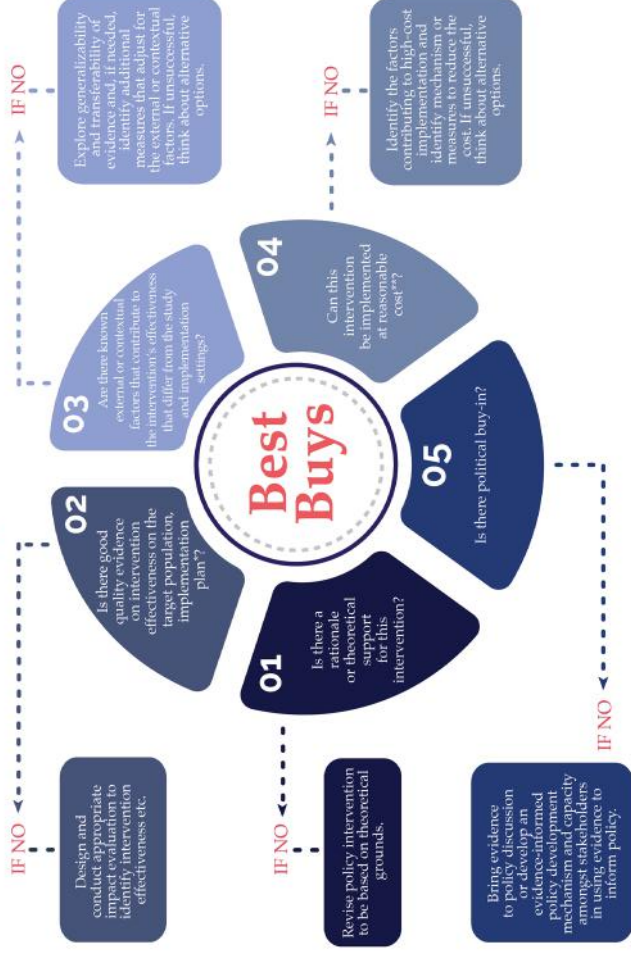 Best
Buys
01
Is there a
rationale
or theoretical
support
for this
intervention?
IF NO
Revise policy intervention
to be based on theoretical
grounds.
02
Is there good
quality evidence
on intervention
effectiveness on the
target population,
implementation
plan*?
IF NO
Design and
conduct appropriate
impact evaluation to
identify intervention
effectiveness etc.
03
Are there known
external or contextual
factors that contribute to
the intervention's effectiveness
that differ from the study
and implementation
settings?
IF NO
Explore generalizability
and transferability of
evidence and, if needed,
identify additional
measures that adjust for
the external or contextual
factors. If unsuccessful,
think about alternative
options.
04
Can this
intervention
be implemented
at reasonable
cost**?
IF NO
Identify the factors
contributing to high-cost
implementation and
identify mechanism or
measures to reduce the
cost. If unsuccessful,
think about alternative
options.
05
Is there political buy-in?
IF NO
Bring evidence
to policy discussion
or develop an
evidence-informed
policy development
mechanism and capacity
amongst stakeholders
in using evidence to
inform policy.